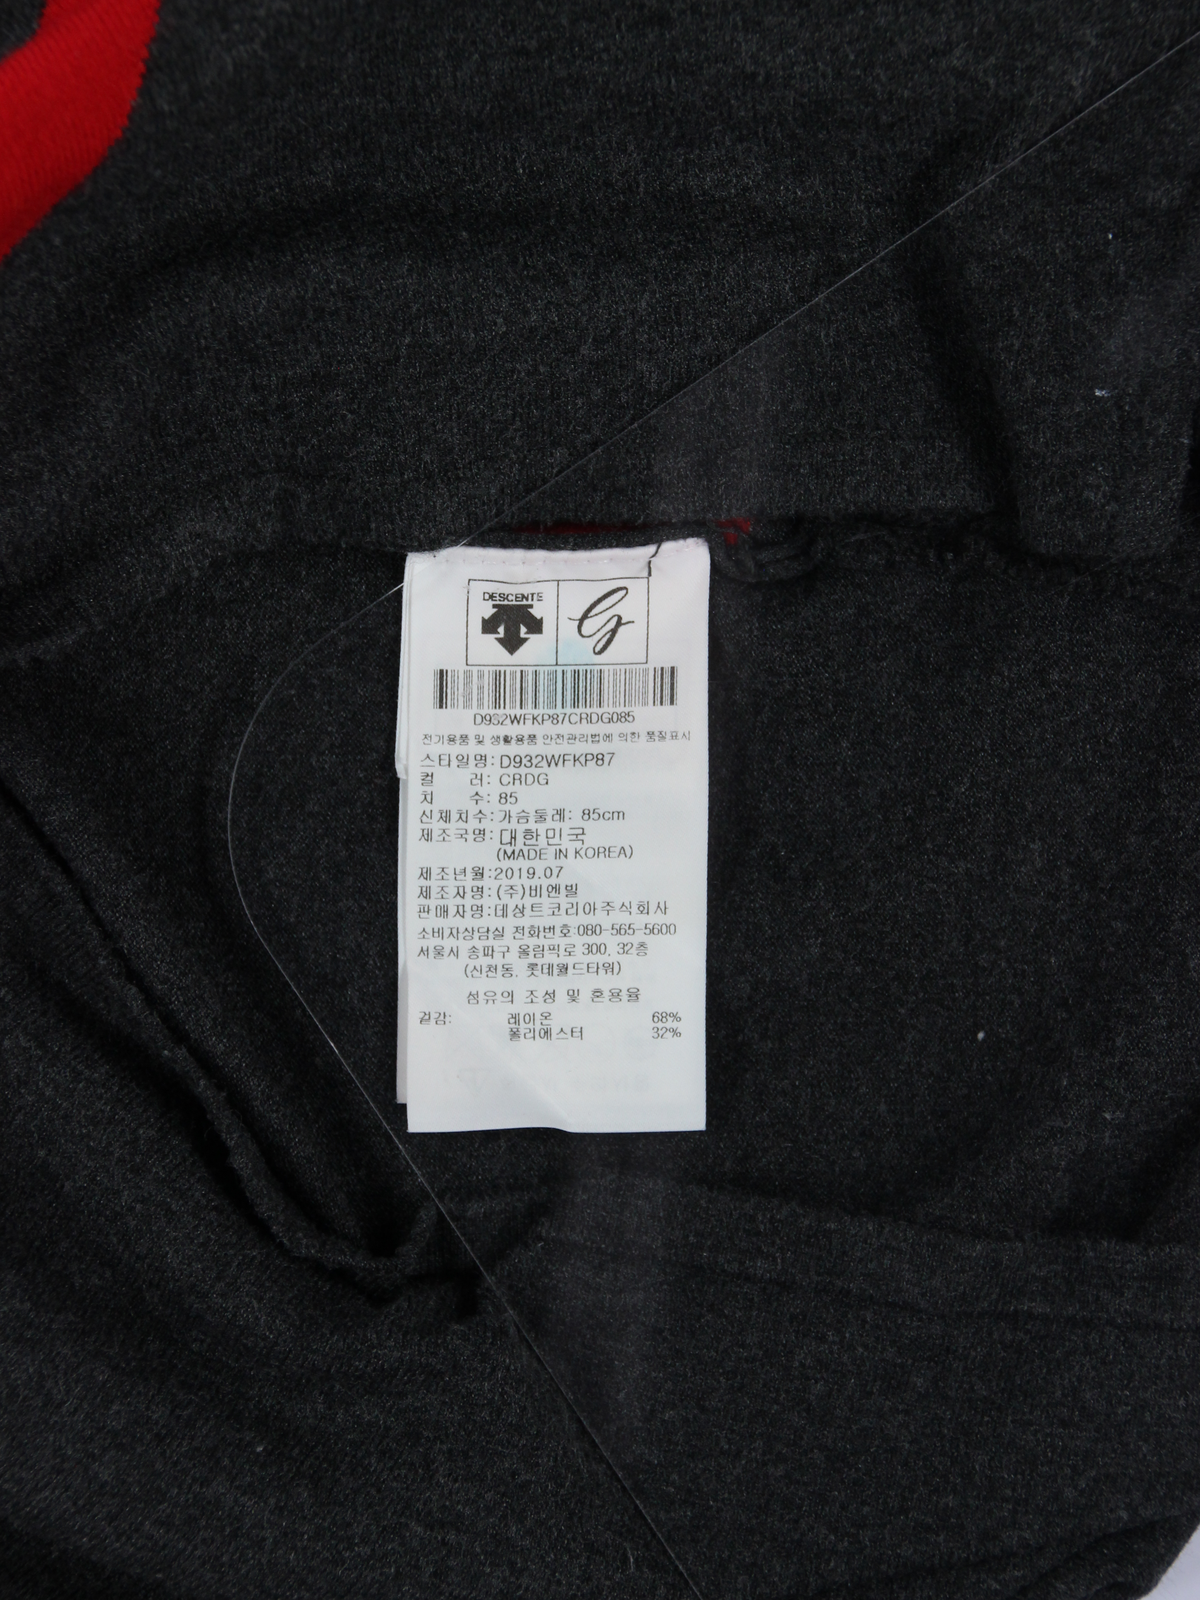 DESCENTE
G
D932WFKP87CRDG085
전기용품 및 생활용품 안전관리법에 의한 품질표시
스타일명: D932WFKP87
컬 러: CRDG
치 수: 85
신체치수: 가슴둘레: 85cm
제조국명: 대한민국
(MADE IN KOREA)
제조년월: 2019.07
제조자명: (주)비엔빌
판매자명: 데상트코리아주식회사
소비자상담실 전화번호: 080-565-5600
서울시 송파구 올림픽로 300, 32층
(신천동, 롯데월드타워)
섬유의 조성 및 혼용율
겉감: 레이온 68%
폴리에스터 32%